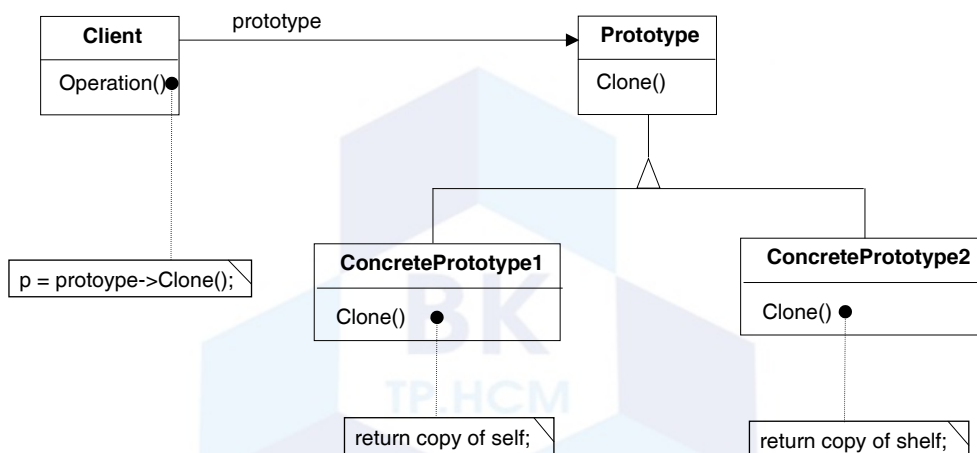 prototype
Client
Operation()
Prototype
Clone()
p = protoype->Clone();
ConcretePrototype1
Clone()
ConcretePrototype2
Clone()
BK
TP.HCM
return copy of self;
return copy of shelf;